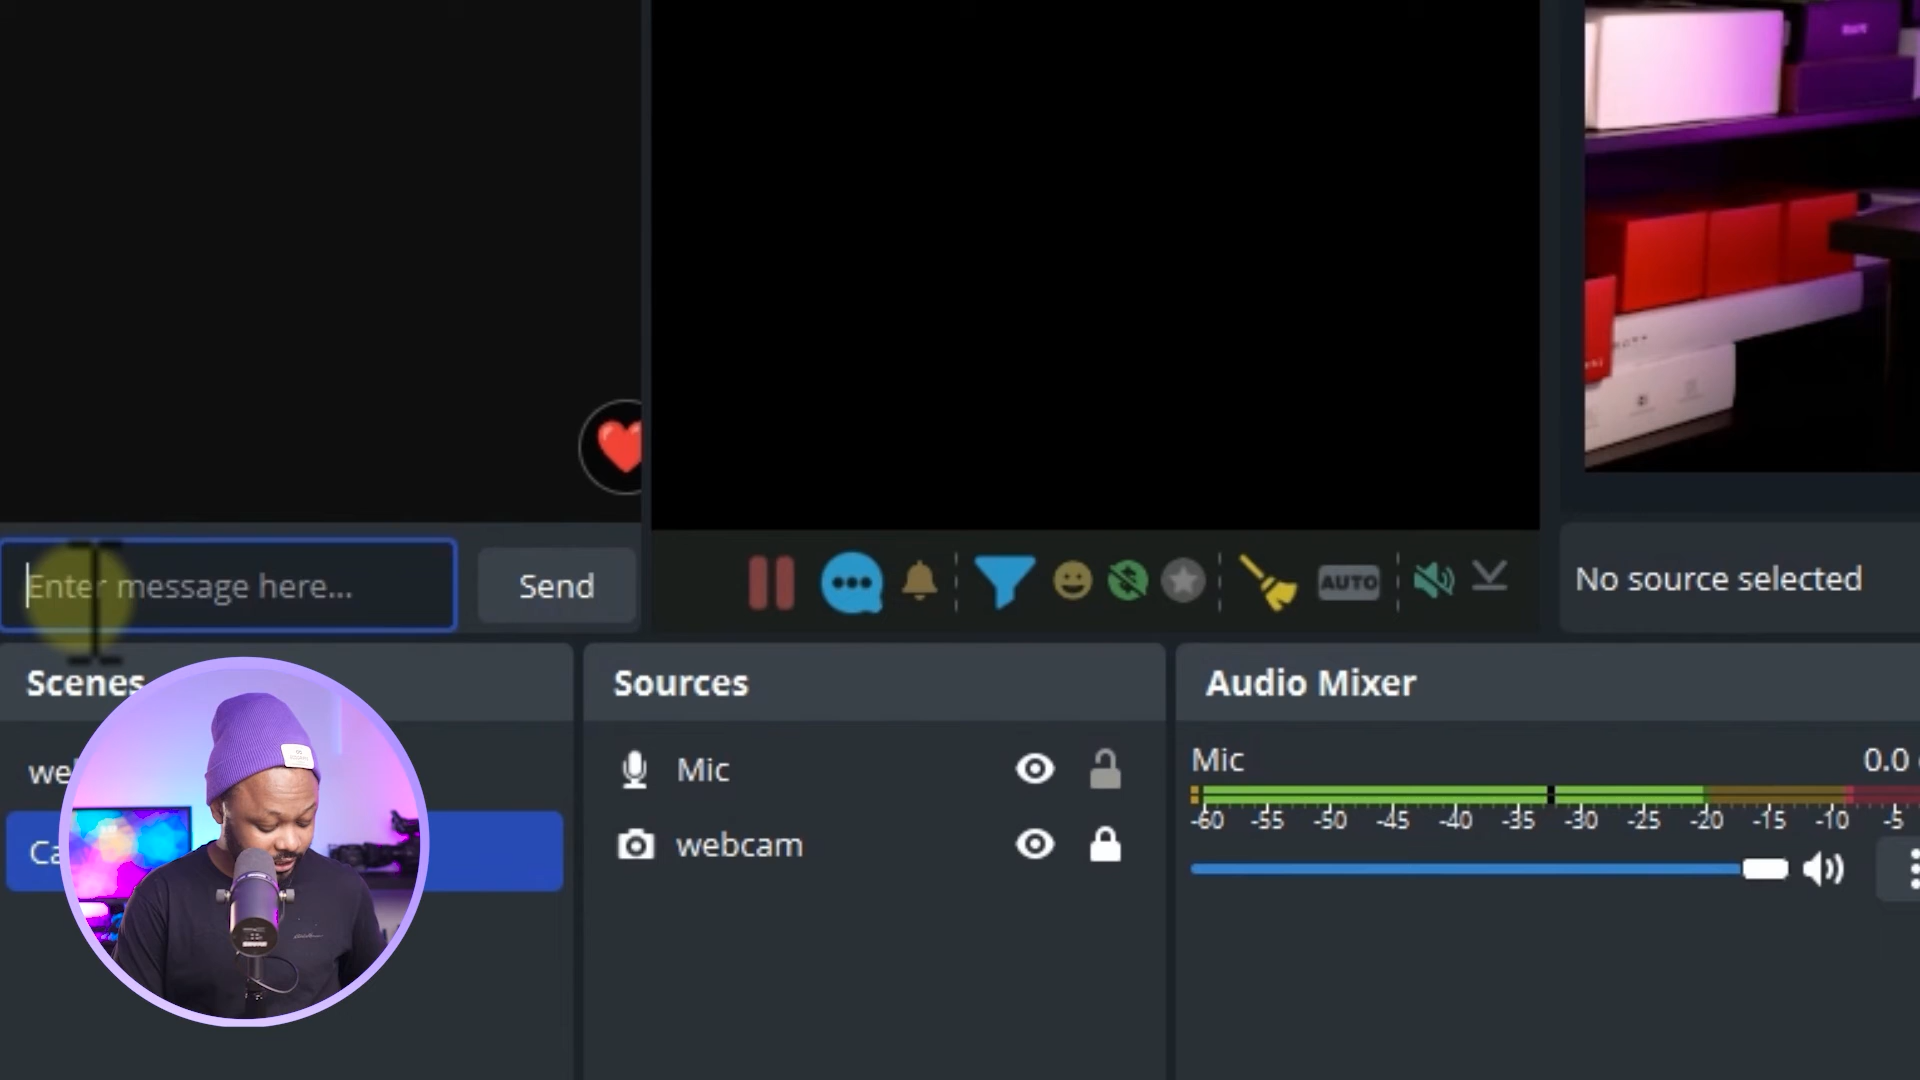 Enter message here...
Send
AUTO
No source selected
Scenes
Sources
Audio Mixer
Mic
Mic
0.0
-60 -55 -50 -45 -40 -35 -30 -25 -20 -15 -10 -5
webcam